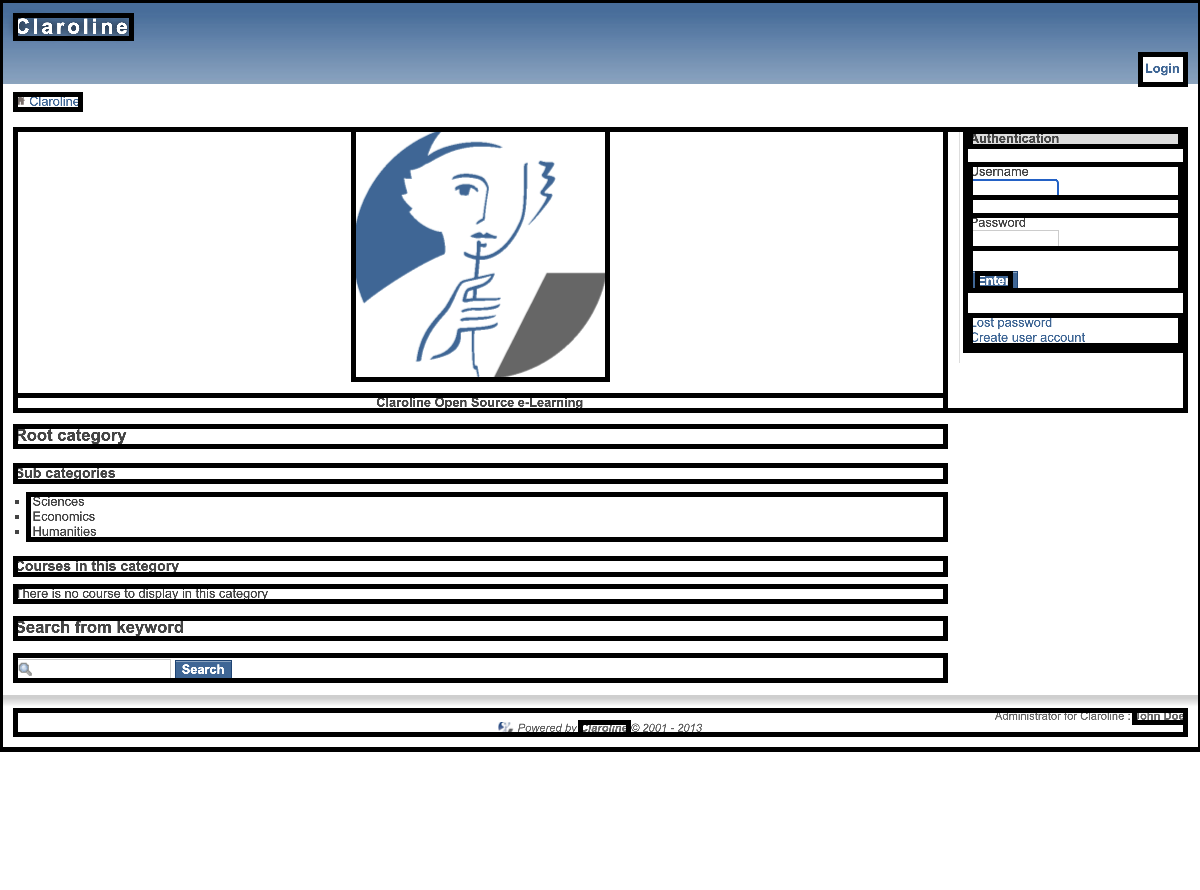 Claroline
Login
Claroline
Authentication
Username
Password
Enter
Lost password
Create user account
Claroline Open Source e-Learning
Root category
Sub categories
Sciences
Economics
Humanities
Courses in this category
There is no course to display in this category
Search from keyword
Search
Administrator for Claroline : John Doe
Powered by Claroline © 2001 - 2013